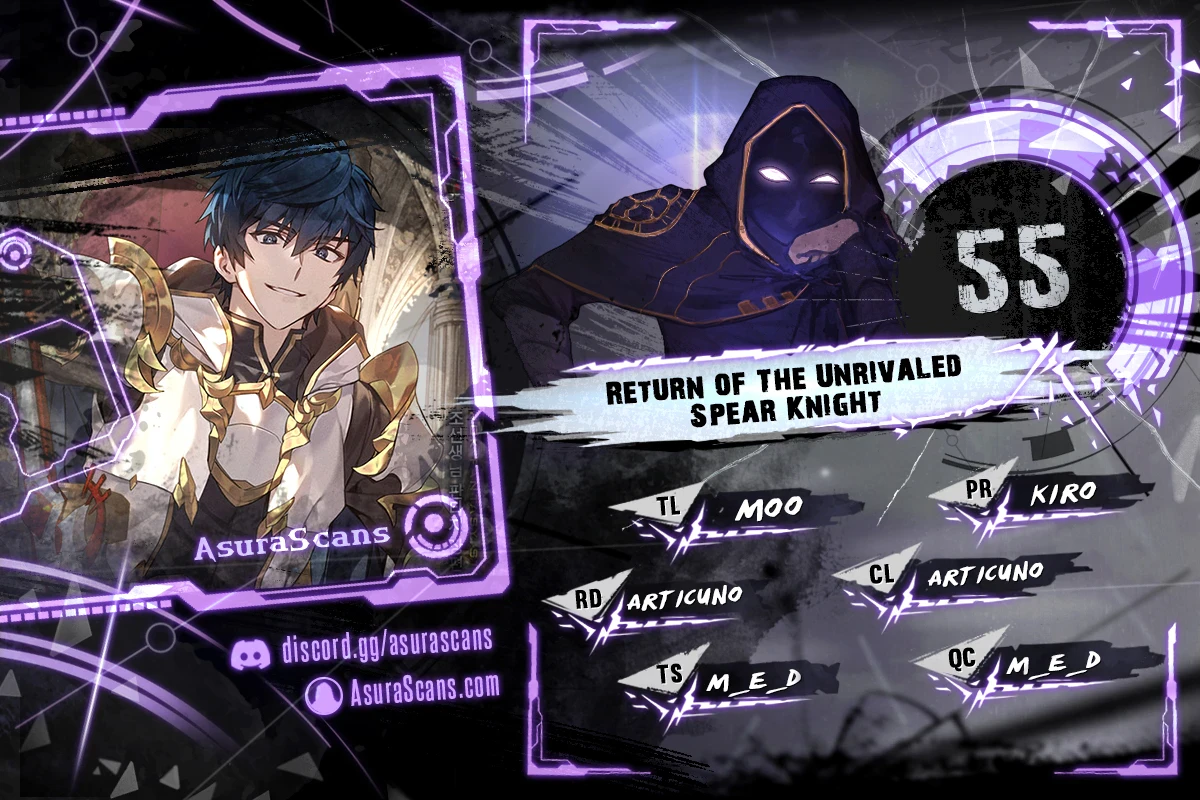 55
RETURN OF THE UNRIVALED
SPEAR KNIGHT
TL MOO
PR KIRO
RD ARTICUNO
CL ARTICUNO
TS M_E_D
QC M_E_D
AsuraScans
discord.gg/asurascans
AsuraScans.com